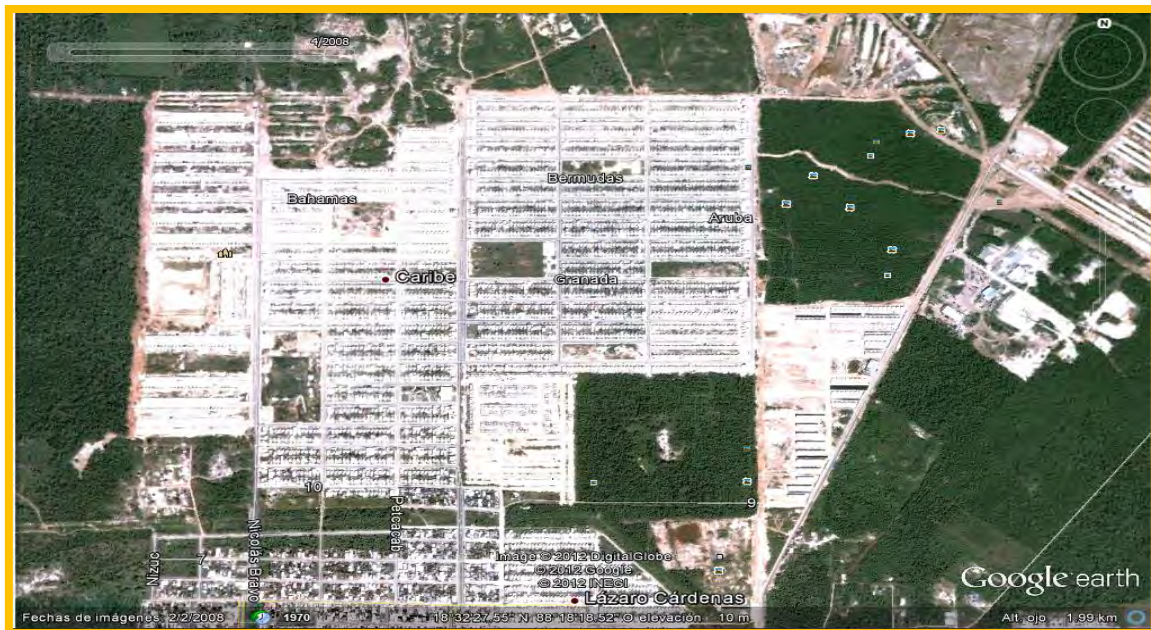 4/2008
N
Bermudas
Bahamas
Aruba
Caribe
Granada
10
9
Petcacab
Nicolas Bravo
Nizuc
7
Image © 2012 DigitalGlobe
© 2012 Google
© 2012 INEGI
Google earth
Lázaro Cárdenas
Fechas de imágenes: 2/2/2008
1970
18°32'27.55" N 88°18'18.52" O elevación 10 m
Alt. ojo 1.99 km